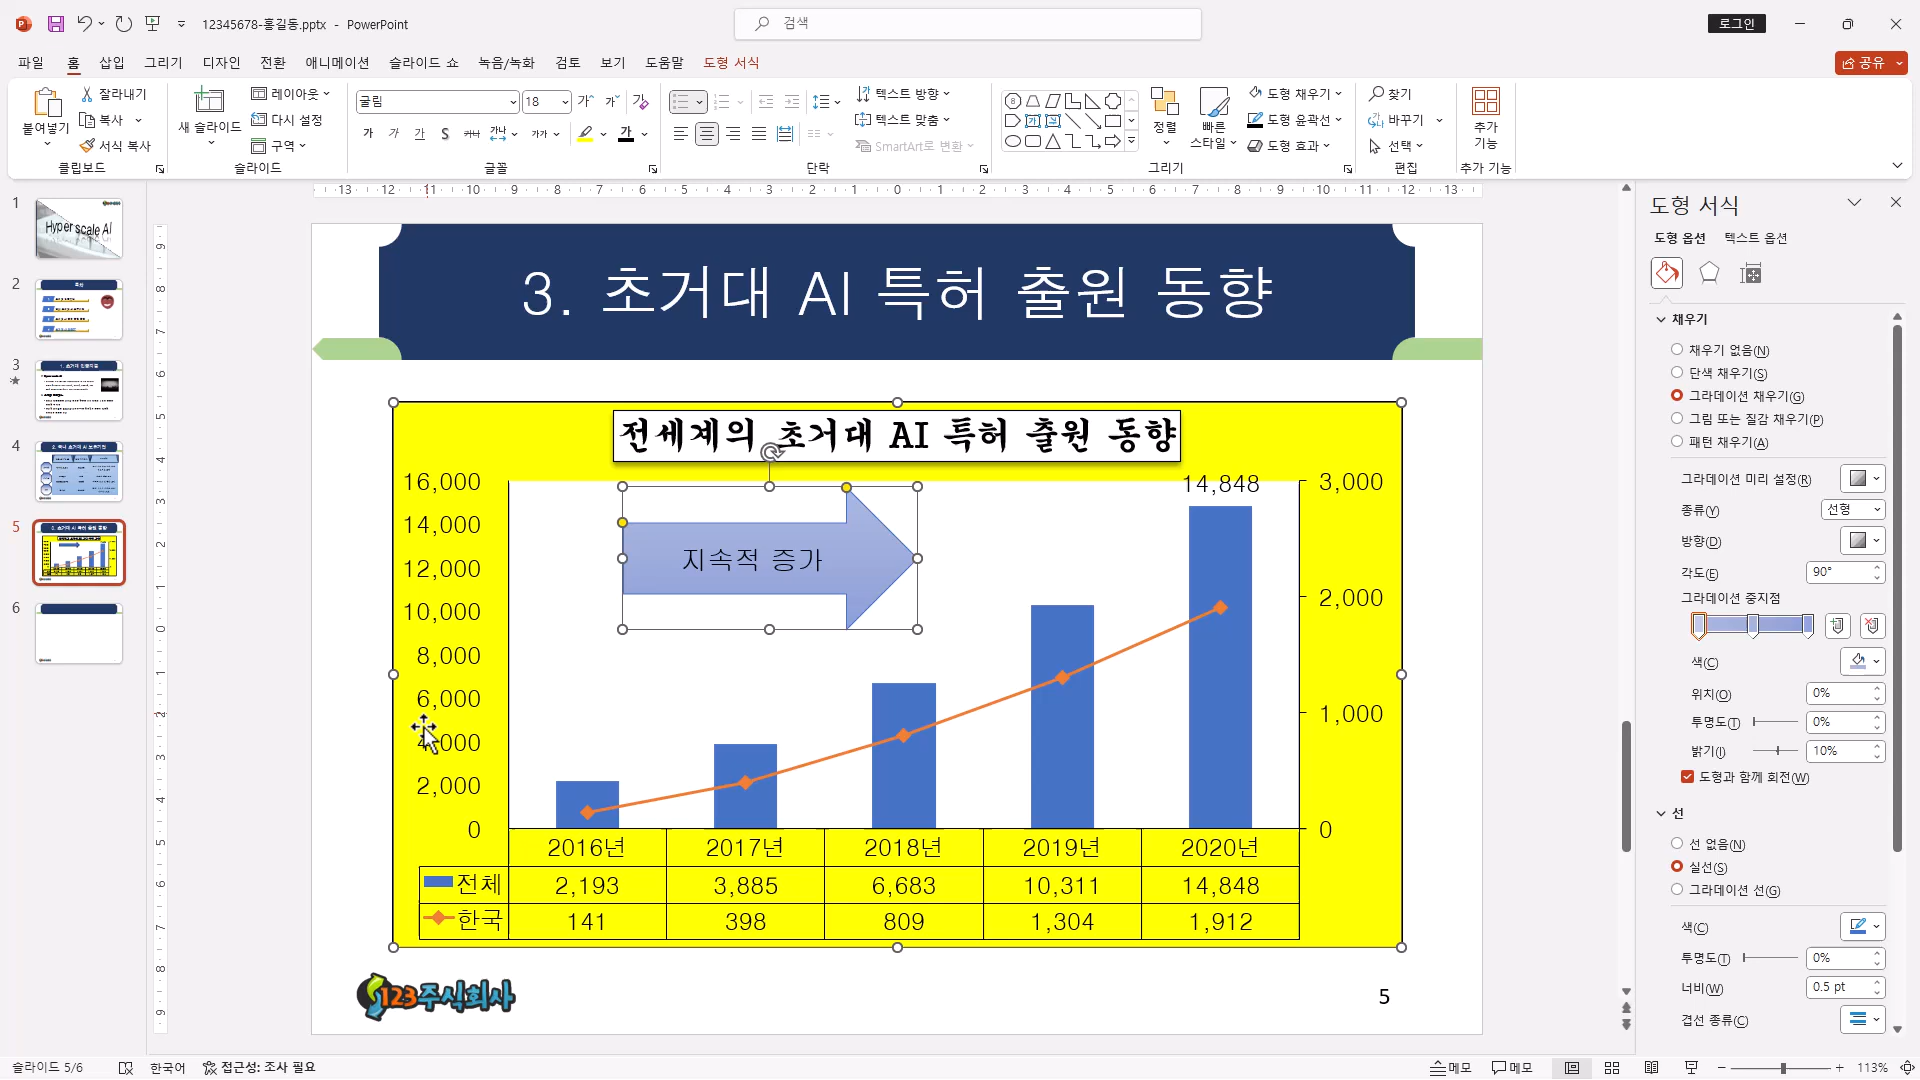 12345678-홍길동.pptx - PowerPoint
검색
로그인
파일 홈 삽입 그리기 디자인 전환 애니메이션 슬라이드 쇼 녹음/녹화 검토 보기 도움말 도형 서식
공유
붙여넣기
잘라내기
복사
서식 복사
클립보드
새 슬라이드
레이아웃
다시 설정
구역
슬라이드
굴림
18
글꼴
텍스트 방향
텍스트 맞춤
SmartArt로 변환
단락
정렬
빠른 스타일
도형 채우기
도형 윤곽선
도형 효과
그리기
찾기
바꾸기
선택
편집
추가 기능
추가 기능
1
Hyper scale AI
2
3
4
5
6
3. 초거대 AI 특허 출원 동향
전세계의 초거대 AI 특허 출원 동향
16,000
14,000
12,000
10,000
8,000
6,000
4,000
2,000
0
지속적 증가
14,848
3,000
2,000
1,000
0
2016년 2017년 2018년 2019년 2020년
전체 2,193 3,885 6,683 10,311 14,848
한국 141 398 809 1,304 1,912
123주식회사
5
도형 서식
도형 옵션 텍스트 옵션
채우기
채우기 없음(N)
단색 채우기(S)
그라데이션 채우기(G)
그림 또는 질감 채우기(P)
패턴 채우기(A)
그라데이션 미리 설정(R)
종류(Y) 선형
방향(D)
각도(E) 90°
그라데이션 중지점
색(C)
위치(O) 0%
투명도(T) 0%
밝기(I) 10%
도형과 함께 회전(W)
선
선 없음(N)
실선(S)
그라데이션 선(G)
색(C)
투명도(T) 0%
너비(W) 0.5 pt
겹선 종류(C)
슬라이드 5/6 한국어 접근성: 조사 필요
메모 메모 113%